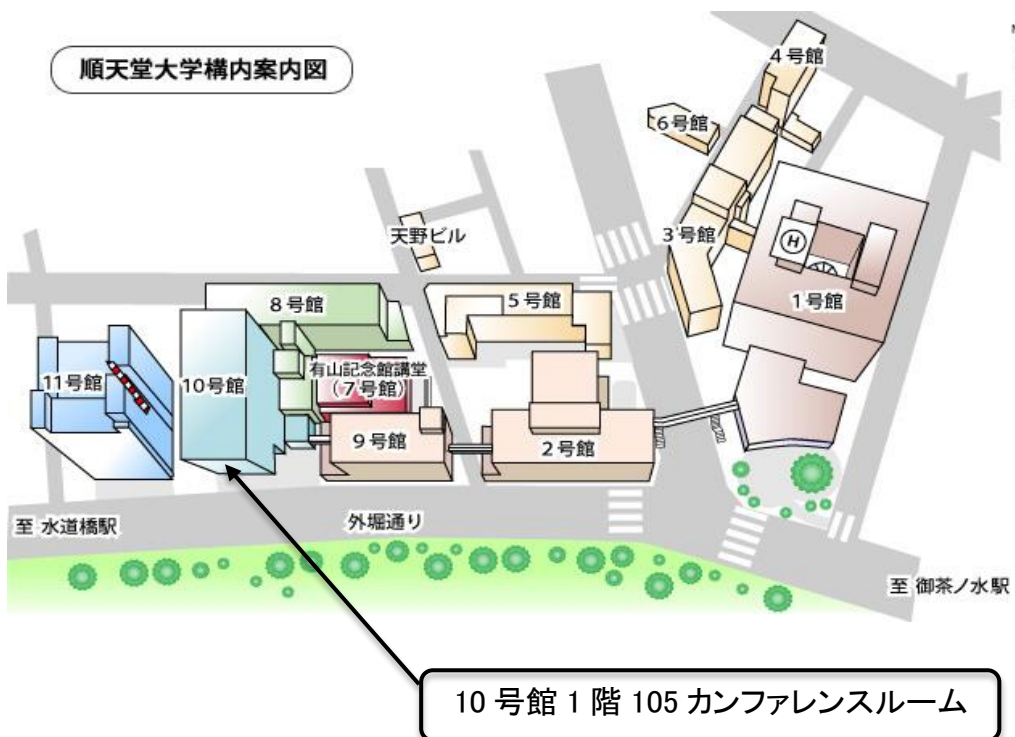 順天堂大学構内案内図
4号館
6号館
天野ビル
3号館
H
1号館
8号館
5号館
11号館
10号館
有山記念館講堂
(7号館)
9号館
2号館
至 水道橋駅
外堀通り
至 御茶ノ水駅
10 号館 1 階 105 カンファレンスルーム